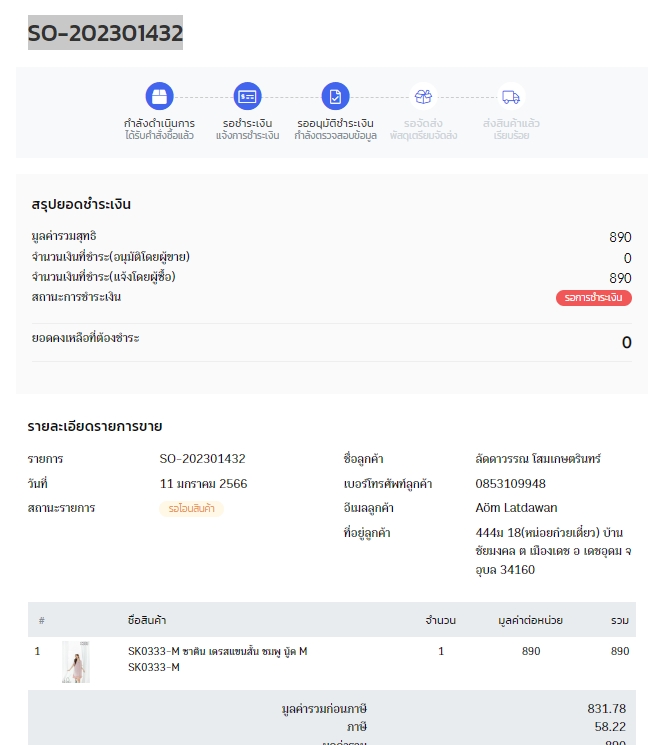 SO-202301432
กำลังดำเนินการ รอชำระเงิน รออนุมัติชำระเงิน รอจัดส่ง ส่งสินค้าแล้ว
ได้รับคำสั่งซื้อแล้ว แจ้งการชำระเงิน กำลังตรวจสอบข้อมูล พัสดุเตรียมจัดส่ง เรียบร้อย
สรุปยอดชำระเงิน
มูลค่ารวมสุทธิ 890
จำนวนเงินที่ชำระ(อนุมัติโดยผู้ขาย) 0
จำนวนเงินที่ชำระ(แจ้งโดยผู้ซื้อ) 890
สถานะการชำระเงิน รอการชำระเงิน
ยอดคงเหลือที่ต้องชำระ 0
รายละเอียดรายการขาย
รายการ SO-202301432 ชื่อลูกค้า ลัดดาวรรณ โสมเกษตรินทร์
วันที่ 11 มกราคม 2566 เบอร์โทรศัพท์ลูกค้า 0853109948
สถานะรายการ รอโอนสินค้า อีเมลลูกค้า Aöm Latdawan
ที่อยู่ลูกค้า 444ม 18(หน่อยก๋วยเตี๋ยว) บ้าน
ชัยมงคล ต เมืองเดช อ เดชอุดม จ
อุบล 34160
# ชื่อสินค้า จำนวน มูลค่าต่อหน่วย รวม
1 SK0333-M ซาติน เดรสแขนสั้น ชมพู นู้ด M 1 890 890
SK0333-M
มูลค่ารวมก่อนภาษี 831.78
ภาษี 58.22
มูลค่ารวม 890